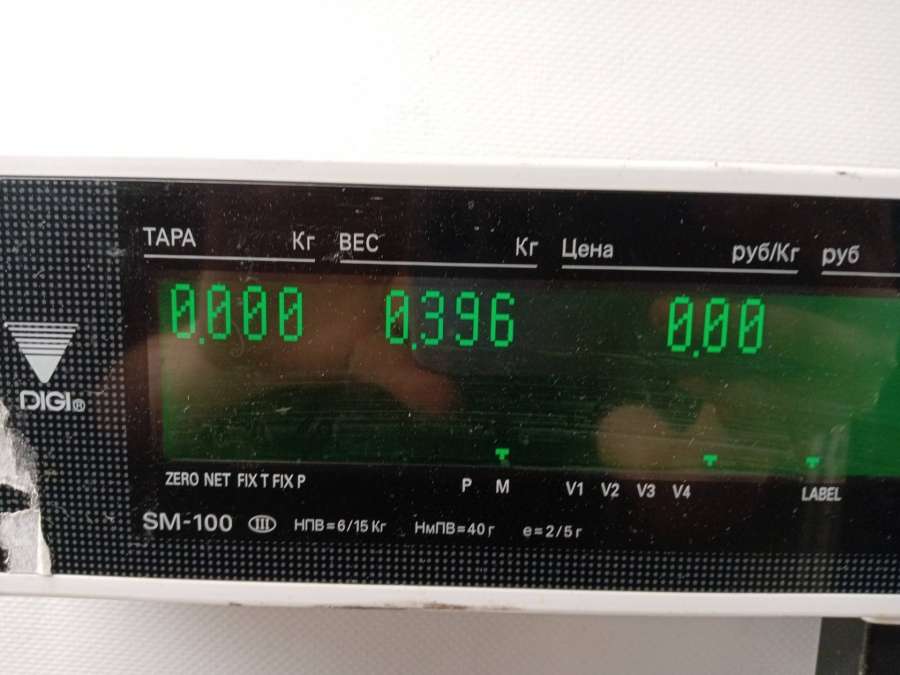 ТАРА Кг ВЕС Кг Цена руб/Кг руб
0.000 0.396 0.00
DIGI®
ZERO NET FIX T FIX P P M V1 V2 V3 V4 LABEL
SM-100 III НПВ=6/15 Кг НмПВ=40 г e=2/5 г